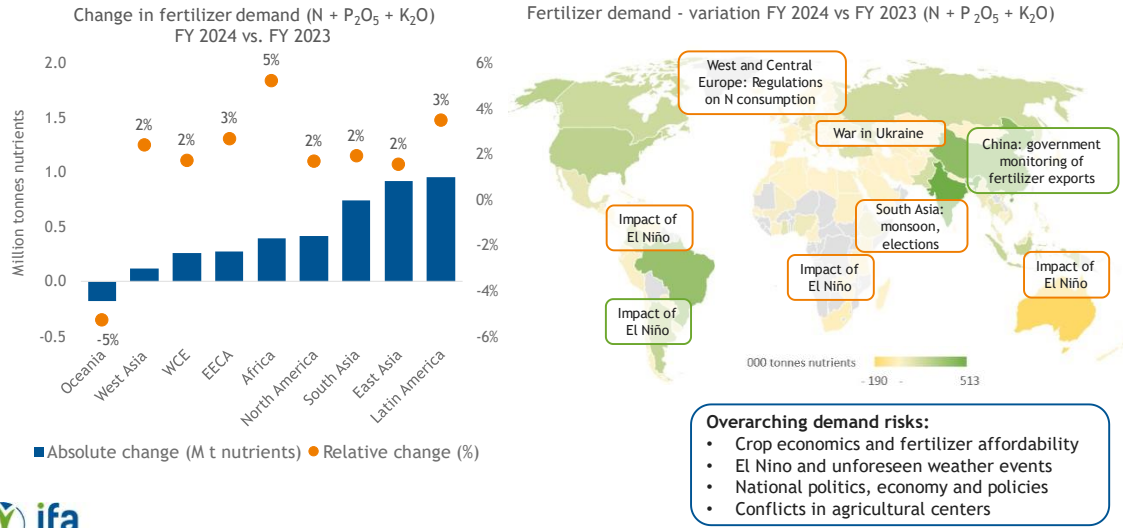 Change in fertilizer demand (N + P₂O₅ + K₂O)
FY 2024 vs. FY 2023
Million tonnes nutrients
2.0
1.5
1.0
0.5
0.0
-0.5
6%
4%
2%
0%
-2%
-4%
-6%
-5%
2%
2%
3%
5%
2%
2%
2%
3%
Oceania
West Asia
WCE
EECA
Africa
North America
South Asia
East Asia
Latin America
Absolute change (M t nutrients)
Relative change (%)
ifa
Fertilizer demand - variation FY 2024 vs FY 2023 (N + P₂O₅ + K₂O)
West and Central
Europe: Regulations
on N consumption
War in Ukraine
China: government
monitoring of
fertilizer exports
South Asia:
monsoon,
elections
Impact of
El Niño
Impact of
El Niño
Impact of
El Niño
Impact of
El Niño
000 tonnes nutrients
- 190
-
513
Overarching demand risks:
• Crop economics and fertilizer affordability
• El Nino and unforeseen weather events
• National politics, economy and policies
• Conflicts in agricultural centers